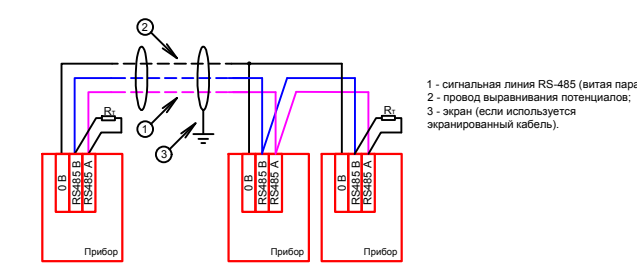 2
1 - сигнальная линия RS-485 (витая пара
2 - провод выравнивания потенциалов;
3 - экран (если используется
экранированный кабель).
Rт
Rт
1
3
0 В
RS485 B
RS485 A
0 В
RS485 B
RS485 A
0 В
RS485 B
RS485 A
Прибор
Прибор
Прибор